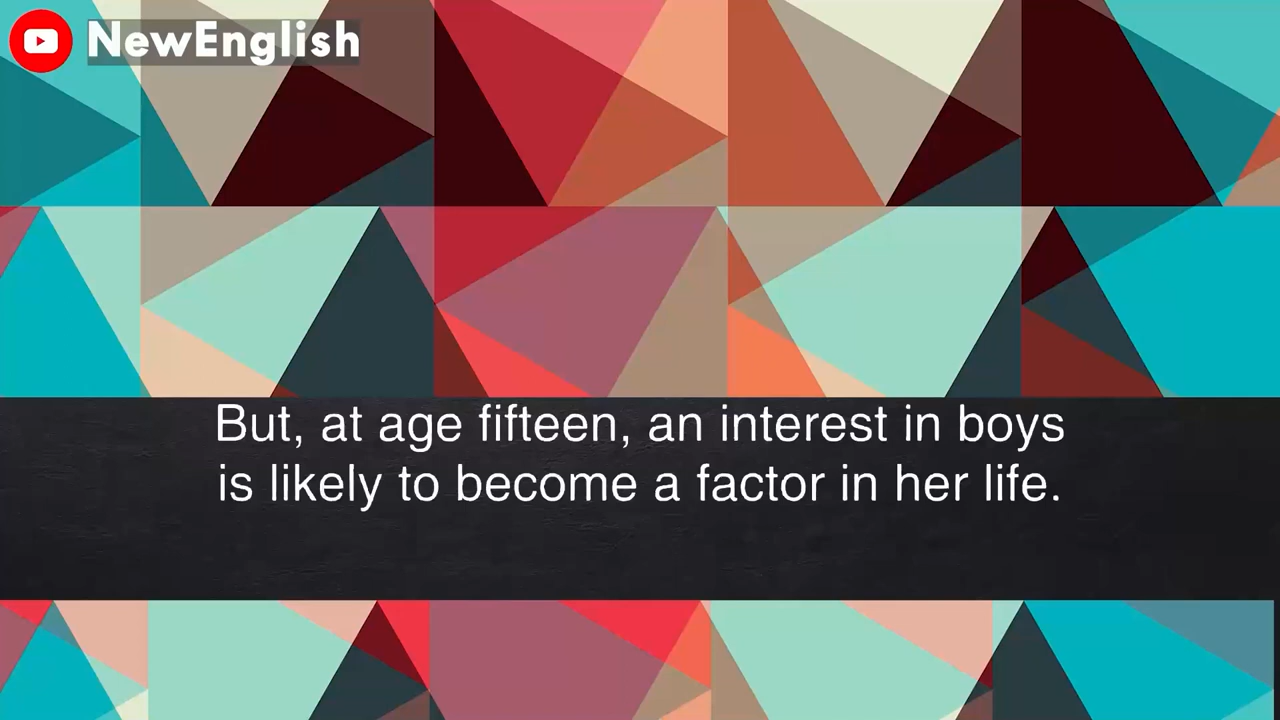 NewEnglish
But, at age fifteen, an interest in boys
is likely to become a factor in her life.